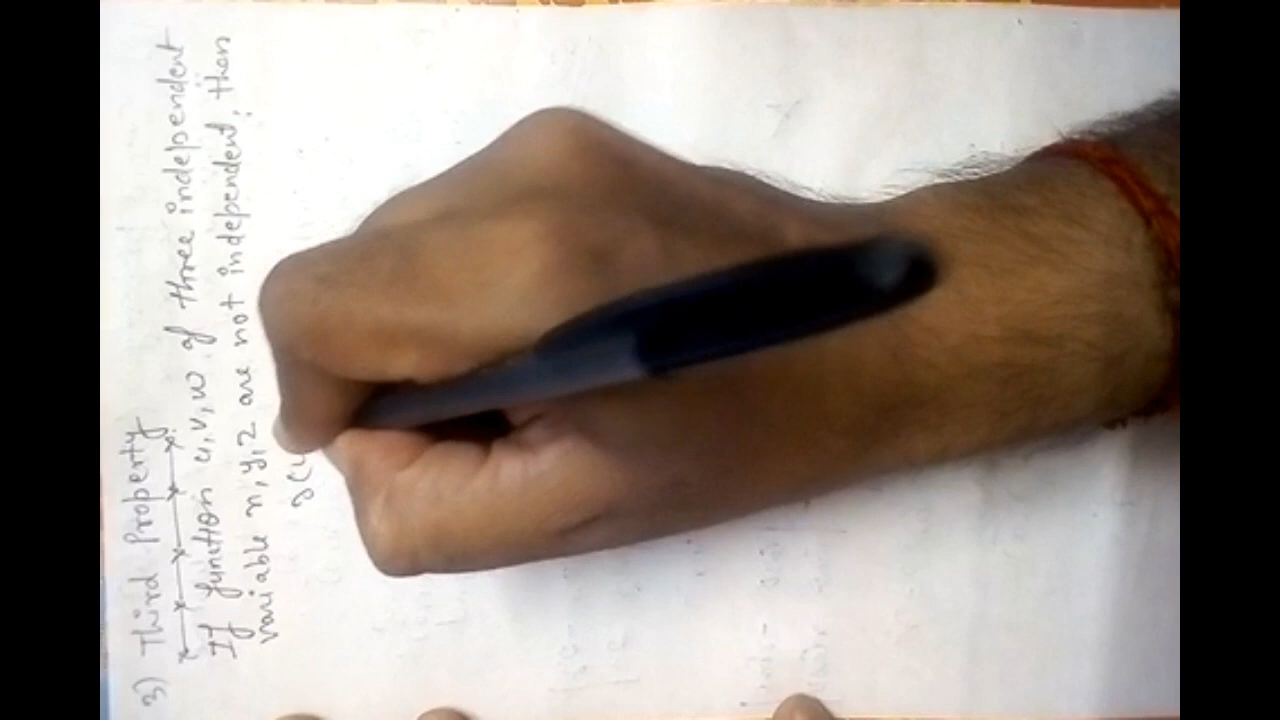 3) Third Property
If function u, v, w of three independent
variable x, y, z are not independent, then
∂(u